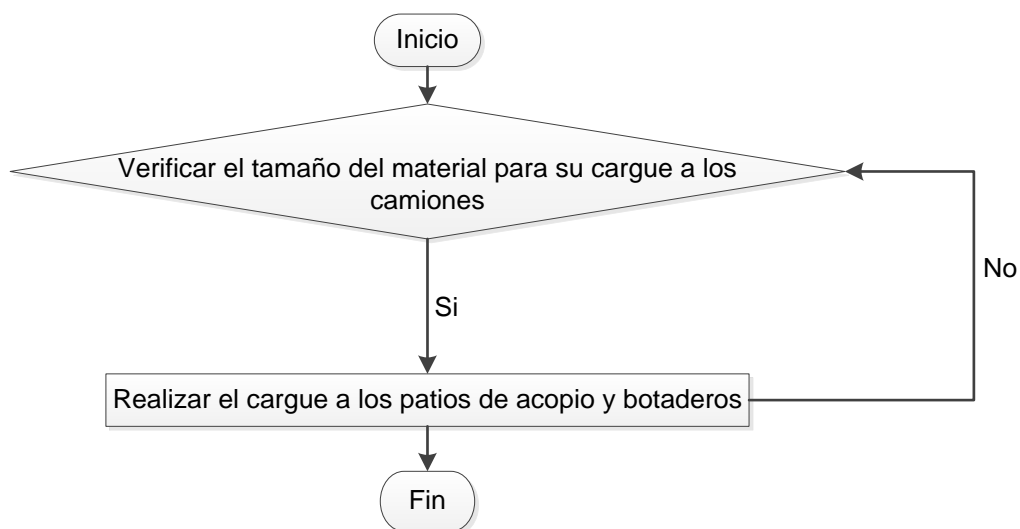 Inicio
Verificar el tamaño del material para su cargue a los
camiones
No
Si
Realizar el cargue a los patios de acopio y botaderos
Fin